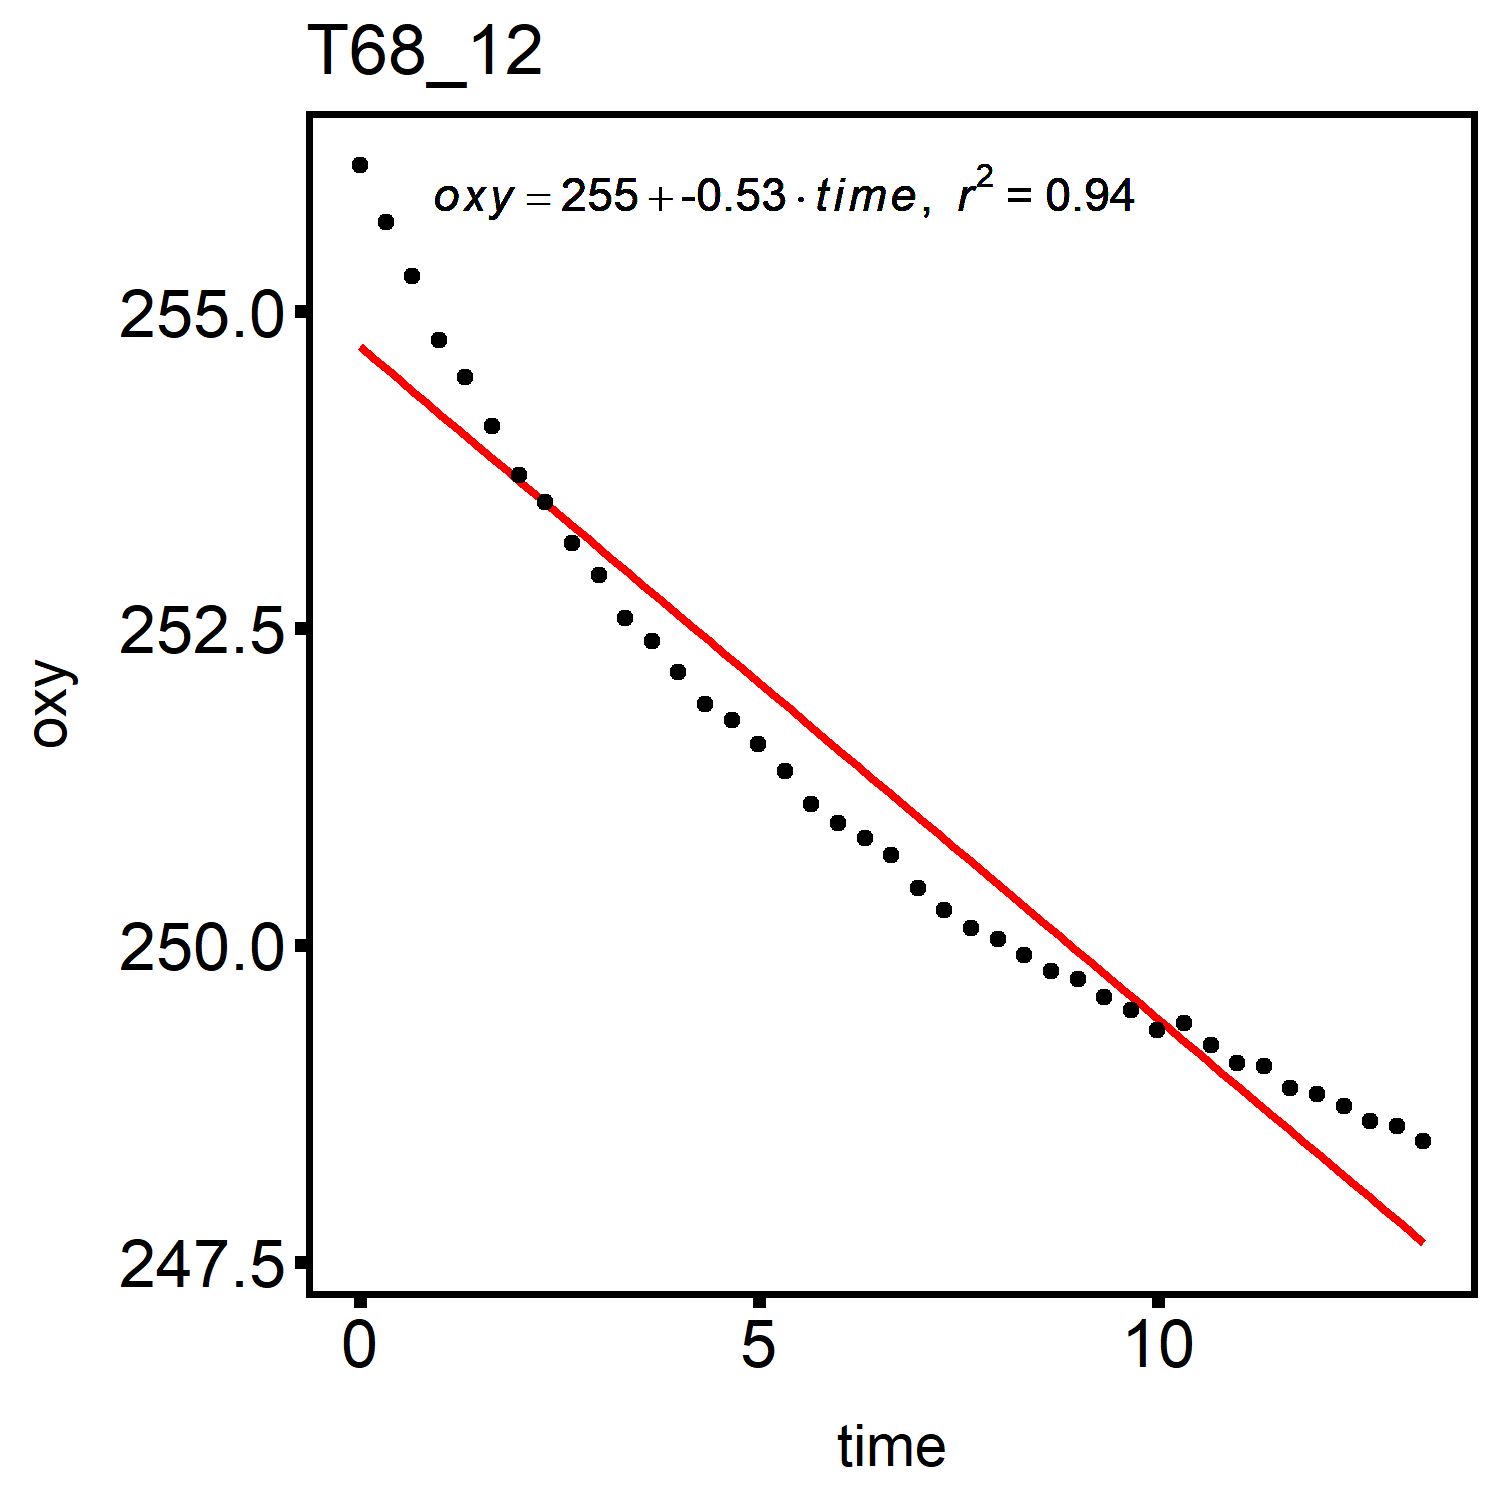 T68_12
oxy = 255 + -0.53 · time, r² = 0.94
255.0
252.5
250.0
247.5
oxy
0 5 10
time